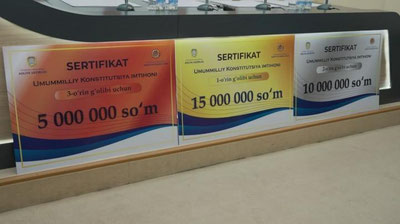 SERTIFIKAT
UMUMMILLIY KONSTITUTSIYA IMTIHONI
3-o'rin g'olibi uchun
5 000 000 so'm
SERTIFIKAT
UMUMMILLIY KONSTITUTSIYA IMTIHONI
1-o'rin g'olibi uchun
15 000 000 so'm
SERTIFIKAT
UMUMMILLIY KONSTITUTSIYA IMTIHONI
10 000 000 so'm